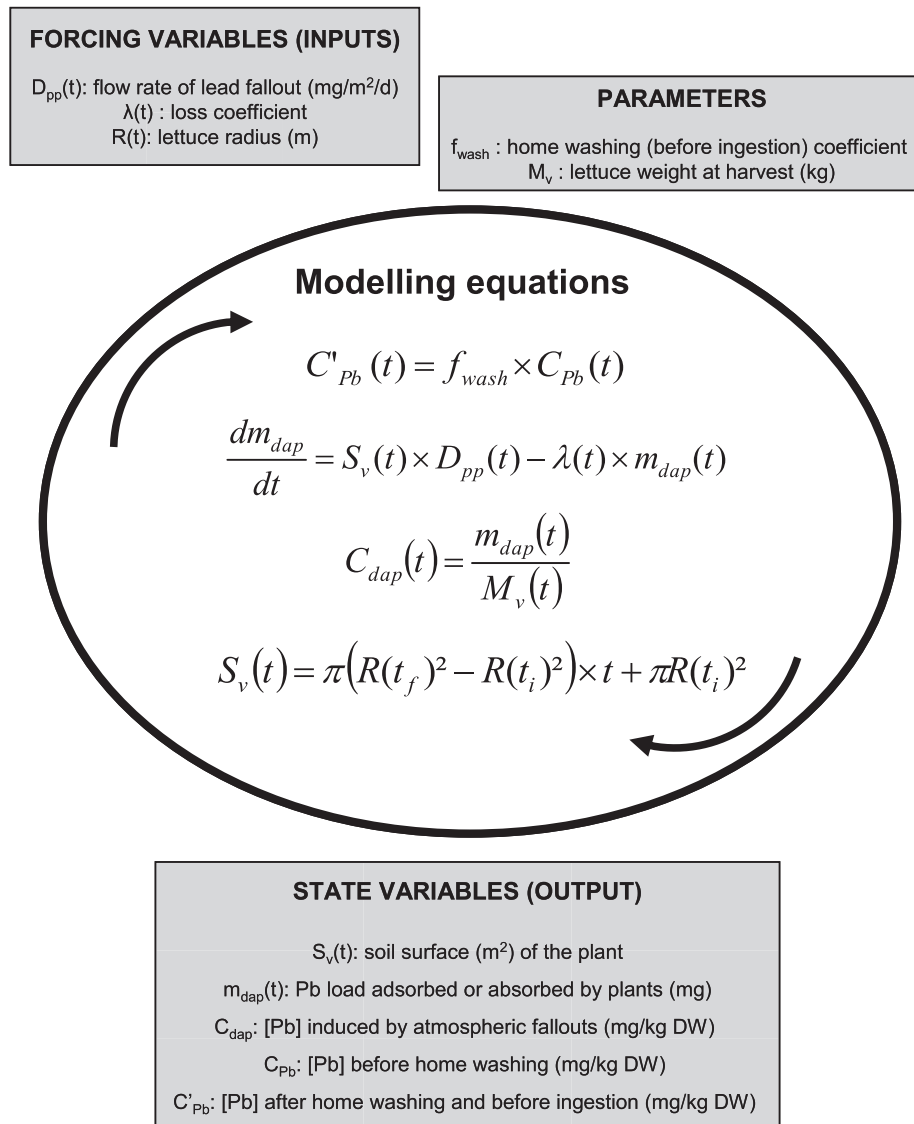 FORCING VARIABLES (INPUTS)
D_pp(t): flow rate of lead fallout (mg/m²/d)
λ(t) : loss coefficient
R(t): lettuce radius (m)
PARAMETERS
f_wash : home washing (before ingestion) coefficient
M_v : lettuce weight at harvest (kg)
Modelling equations
C'_Pb (t) = f_wash × C_Pb (t)
dm_dap/dt = S_v (t) × D_pp (t) − λ(t) × m_dap (t)
C_dap (t) = m_dap (t)/M_v (t)
S_v (t) = π(R(t_f)² − R(t_i)²) × t + πR(t_i)²
STATE VARIABLES (OUTPUT)
S_v(t): soil surface (m²) of the plant
m_dap(t): Pb load adsorbed or absorbed by plants (mg)
C_dap: [Pb] induced by atmospheric fallouts (mg/kg DW)
C_Pb: [Pb] before home washing (mg/kg DW)
C'_Pb: [Pb] after home washing and before ingestion (mg/kg DW)